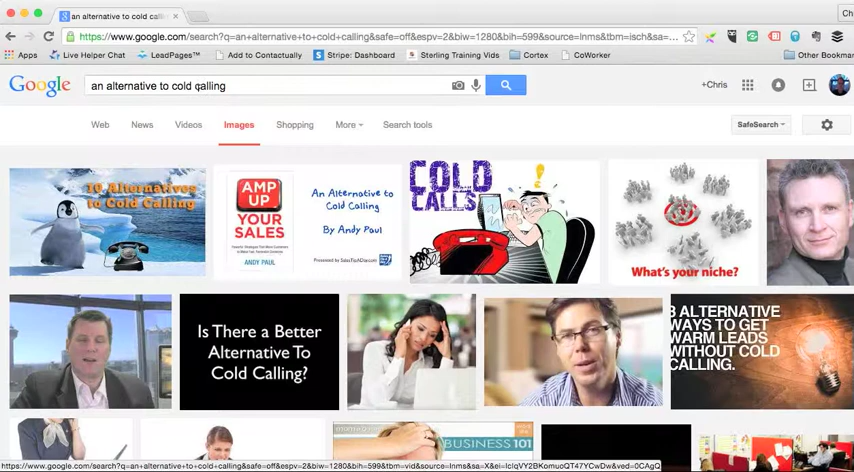 an alternative to cold calli
Ch
https://www.google.com/search?q=an+alternative+to+cold+calling&safe=off&espv=2&biw=1280&bih=599&source=lnms&tbm=isch&sa=
Apps
Live Helper Chat
LeadPages™
Add to Contactually
Stripe: Dashboard
Sterling Training Vids
Cortex
CoWorker
Other Bookmar
Google
an alternative to cold calling
+Chris
Web
News
Videos
Images
Shopping
More
Search tools
SafeSearch
10 Alternatives
to Cold Calling
AMP
UP
YOUR
SALES
ANDY PAUL
An Alternative to
Cold Calling
By Andy Paul
COLD
CALLS
What's your niche?
Is There a Better
Alternative To
Cold Calling?
3 ALTERNATIVE
WAYS TO GET
WARM LEADS
WITHOUT COLD
CALLING.
BUSINESS 101